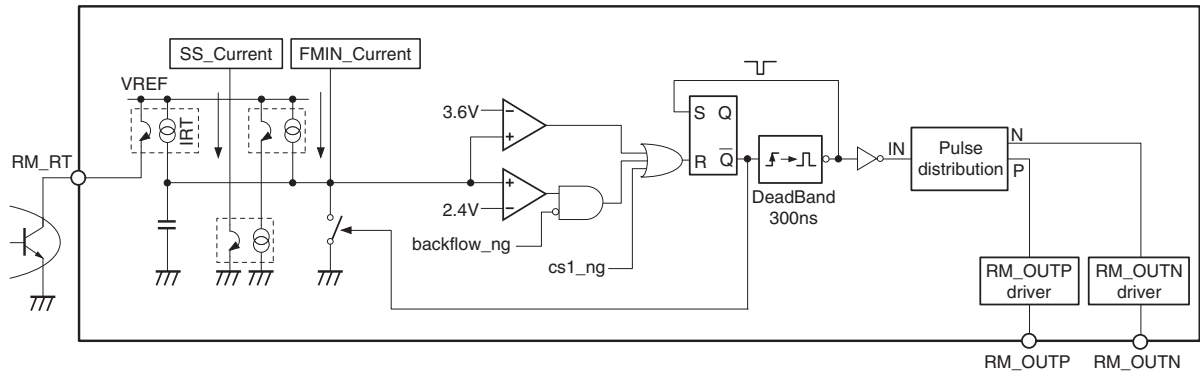 SS_Current
FMIN_Current
VREF
IRT
RM_RT
3.6V
−
+
+
2.4V
−
backflow_ng
cs1_ng
S Q
R Q̅
DeadBand
300ns
IN
Pulse
distribution
N
P
RM_OUTP
driver
RM_OUTN
driver
RM_OUTP
RM_OUTN